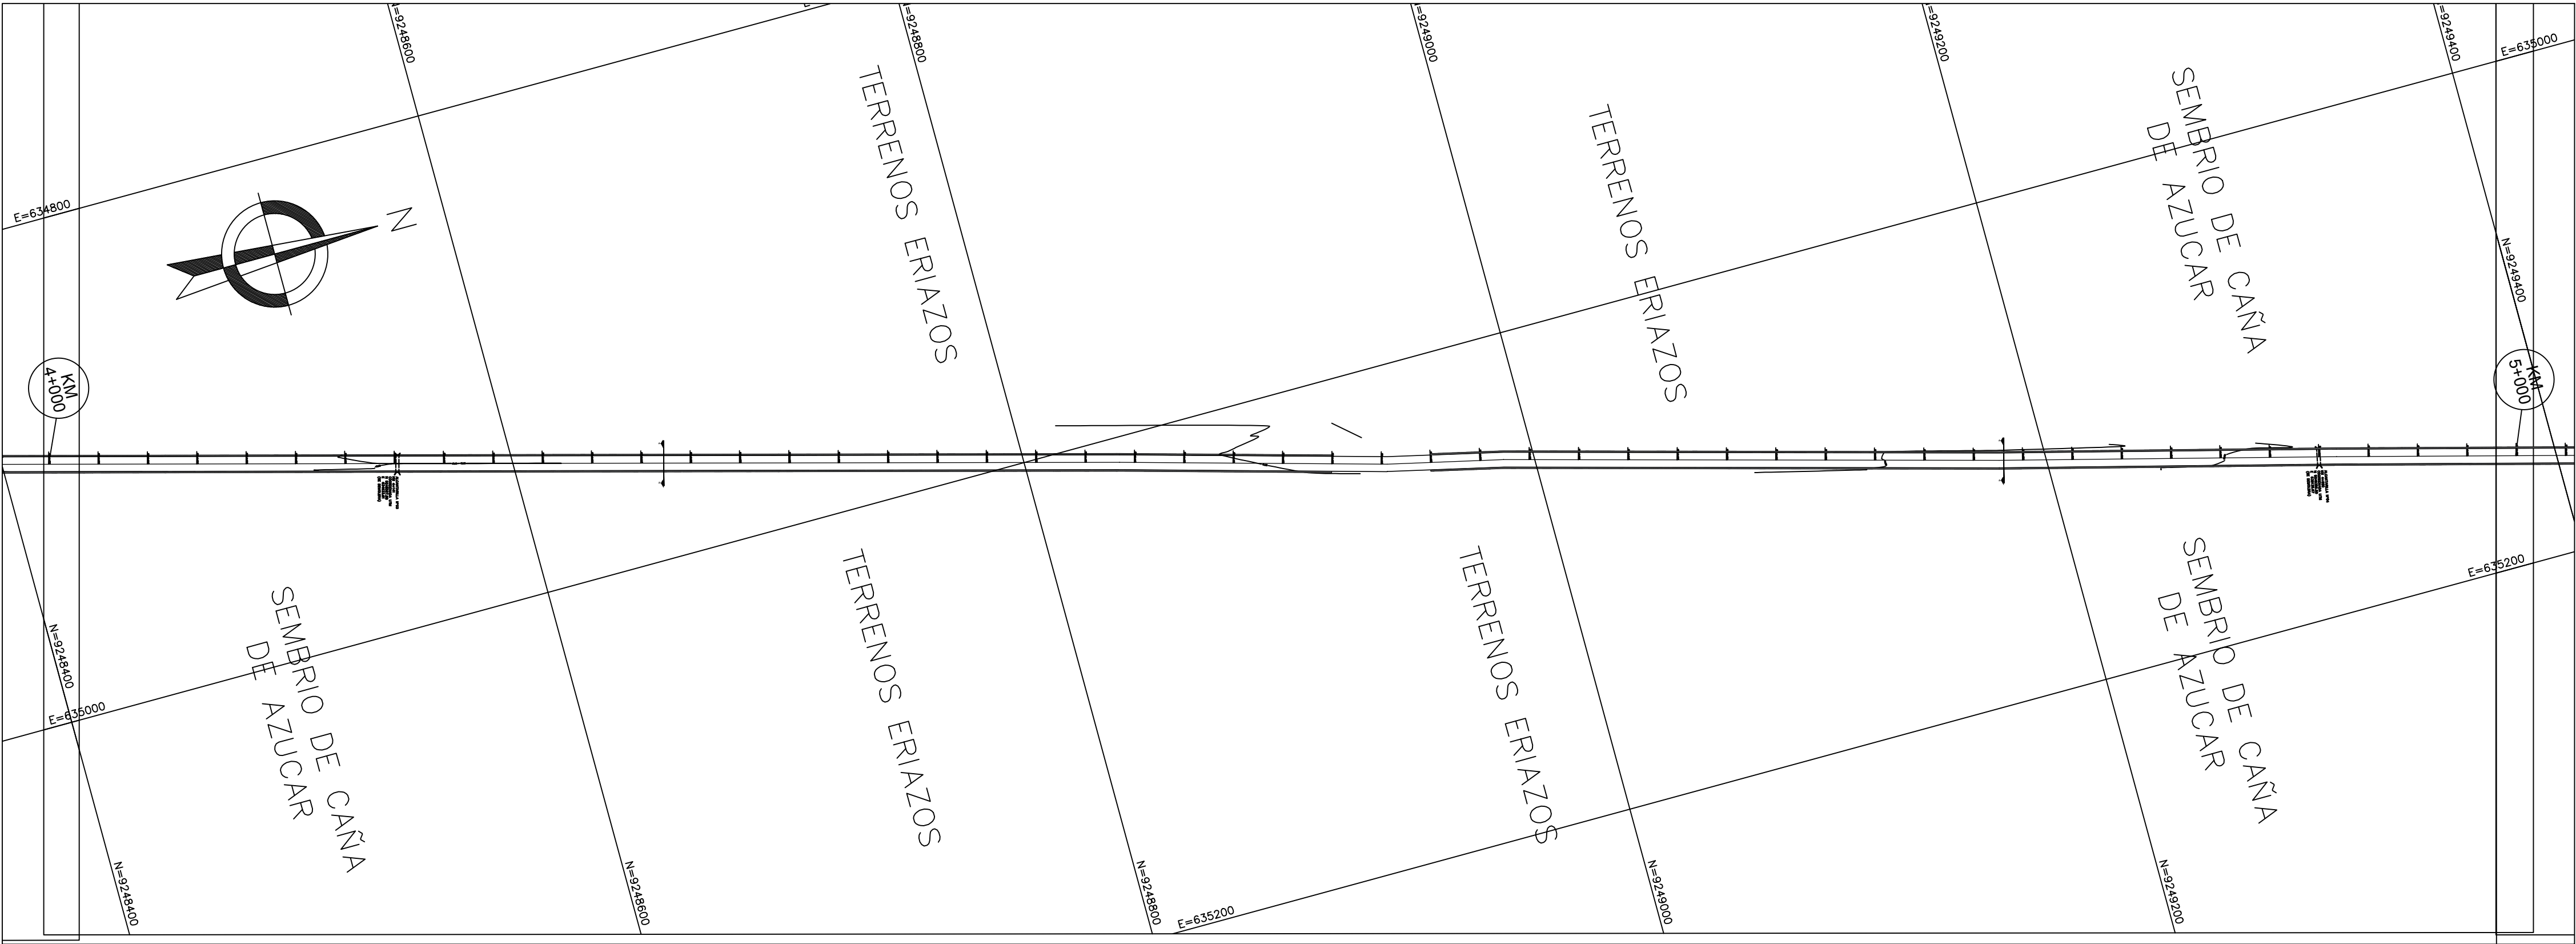 N=9248600
N=9248800
N=9249000
N=9249200
N=9249400
E=635000
E=634800
N
TERRENOS ERIAZOS
TERRENOS ERIAZOS
SEMBRIO DE CAÑA
DE AZUCAR
N=9249400
KM
4+000
KM
5+000
SEMBRIO DE CAÑA
DE AZUCAR
TERRENOS ERIAZOS
TERRENOS ERIAZOS
SEMBRIO DE CAÑA
DE AZUCAR
E=635200
N=9248400
E=635000
N=9248400
N=9248600
N=9248800
E=635200
N=9249000
N=9249200